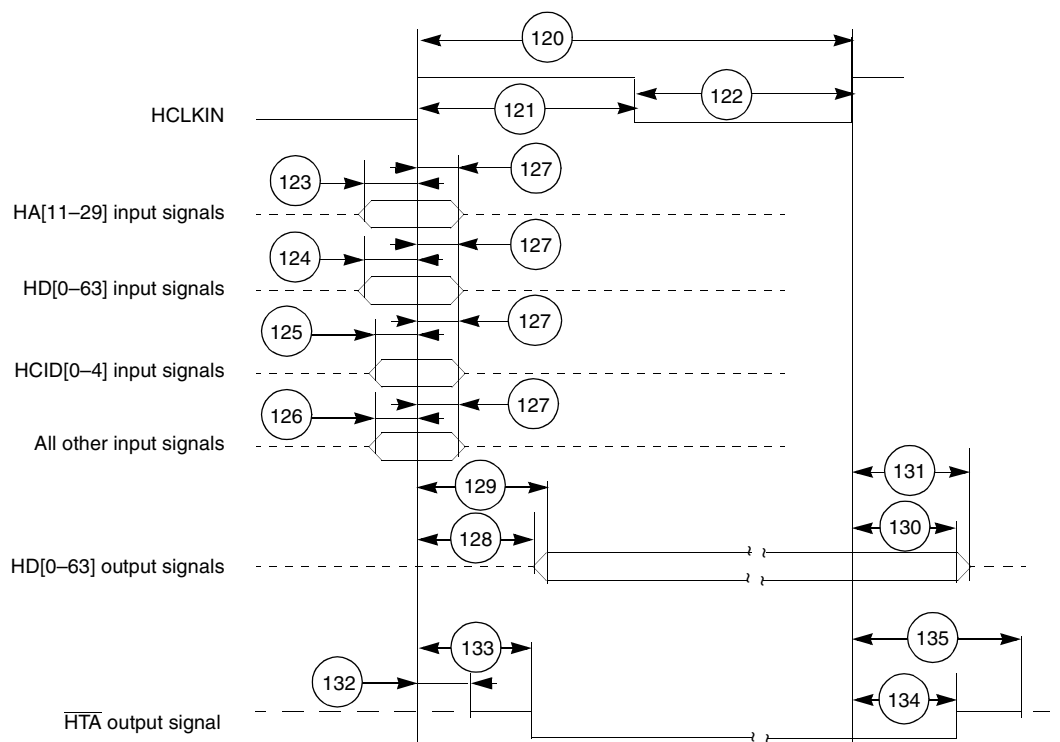 120
HCLKIN
121
122
123
127
HA[11–29] input signals
124
127
HD[0–63] input signals
125
127
HCID[0–4] input signals
126
127
All other input signals
129
131
128
130
HD[0–63] output signals
133
135
132
134
HTA output signal